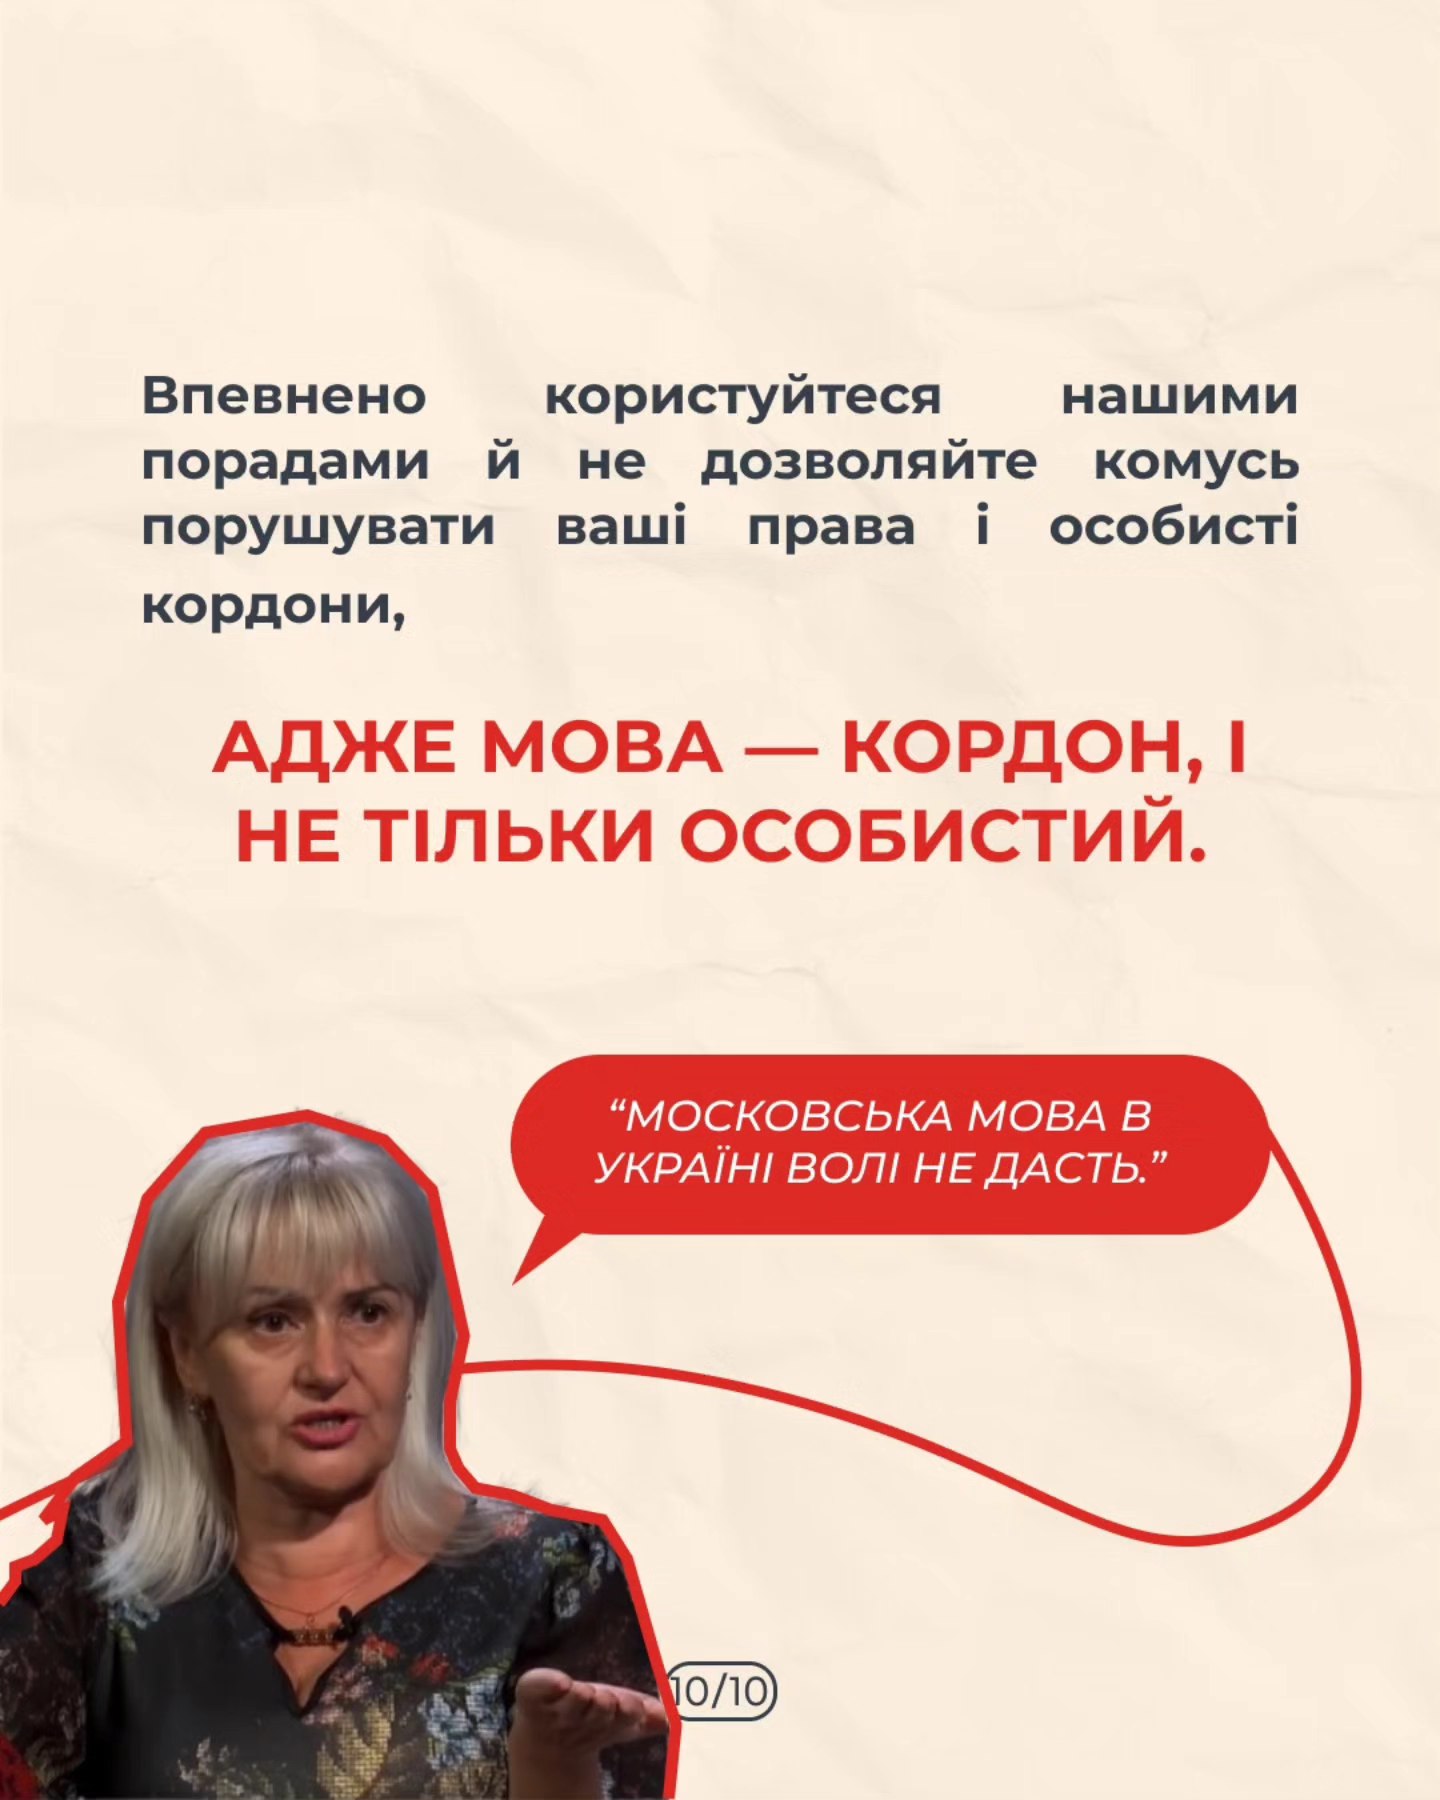 Впевнено користуйтеся нашими
порадами й не дозволяйте комусь
порушувати ваші права і особисті
кордони,
АДЖЕ МОВА — КОРДОН, І
НЕ ТІЛЬКИ ОСОБИСТИЙ.
“МОСКОВСЬКА МОВА В
УКРАЇНІ ВОЛІ НЕ ДАСТЬ.”
10/10